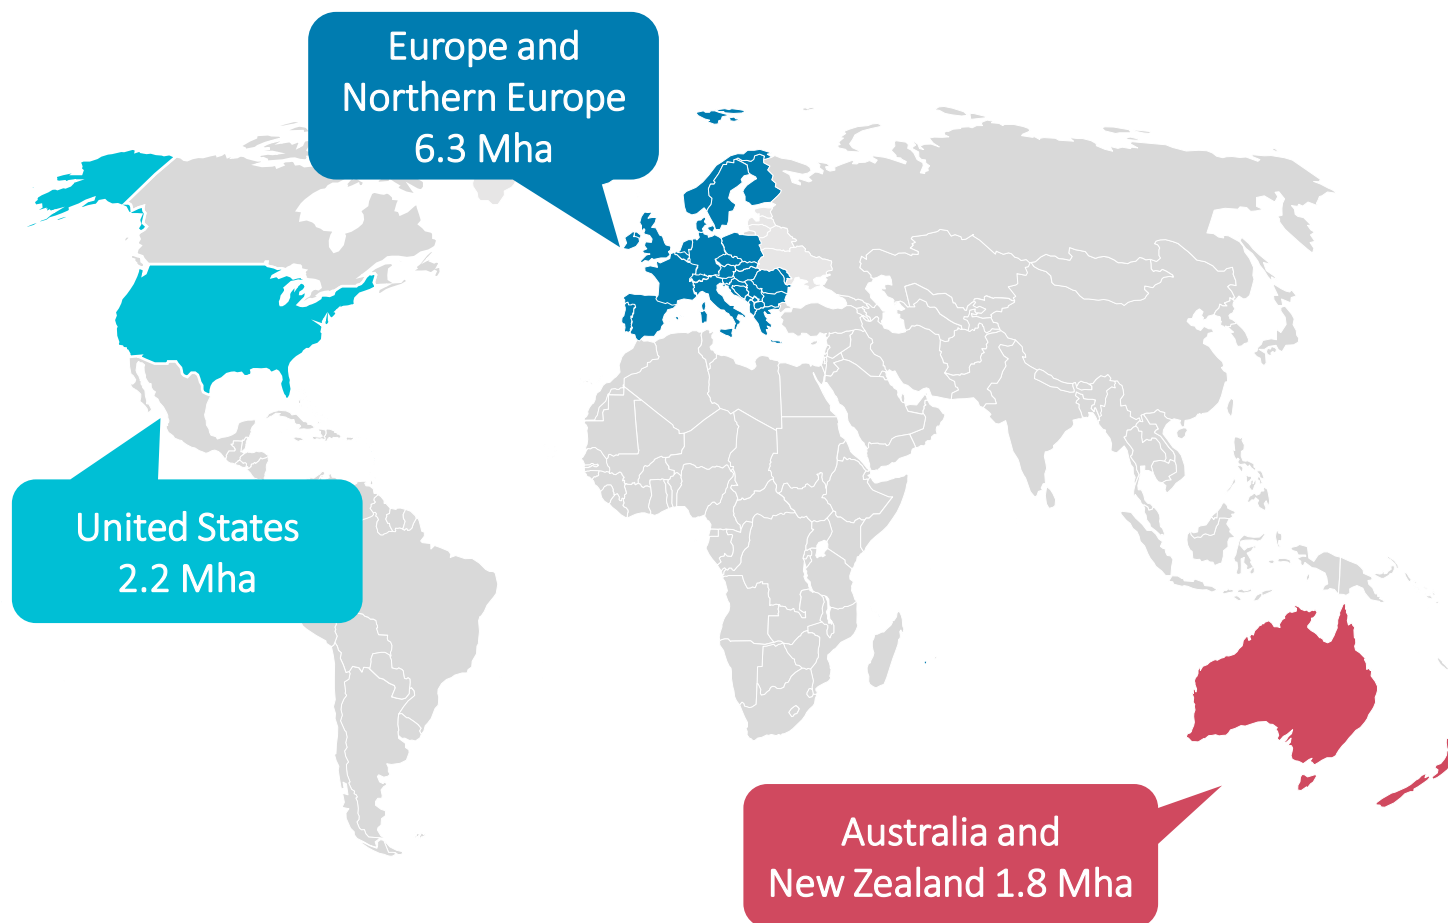 Europe and
Northern Europe
6.3 Mha
United States
2.2 Mha
Australia and
New Zealand 1.8 Mha